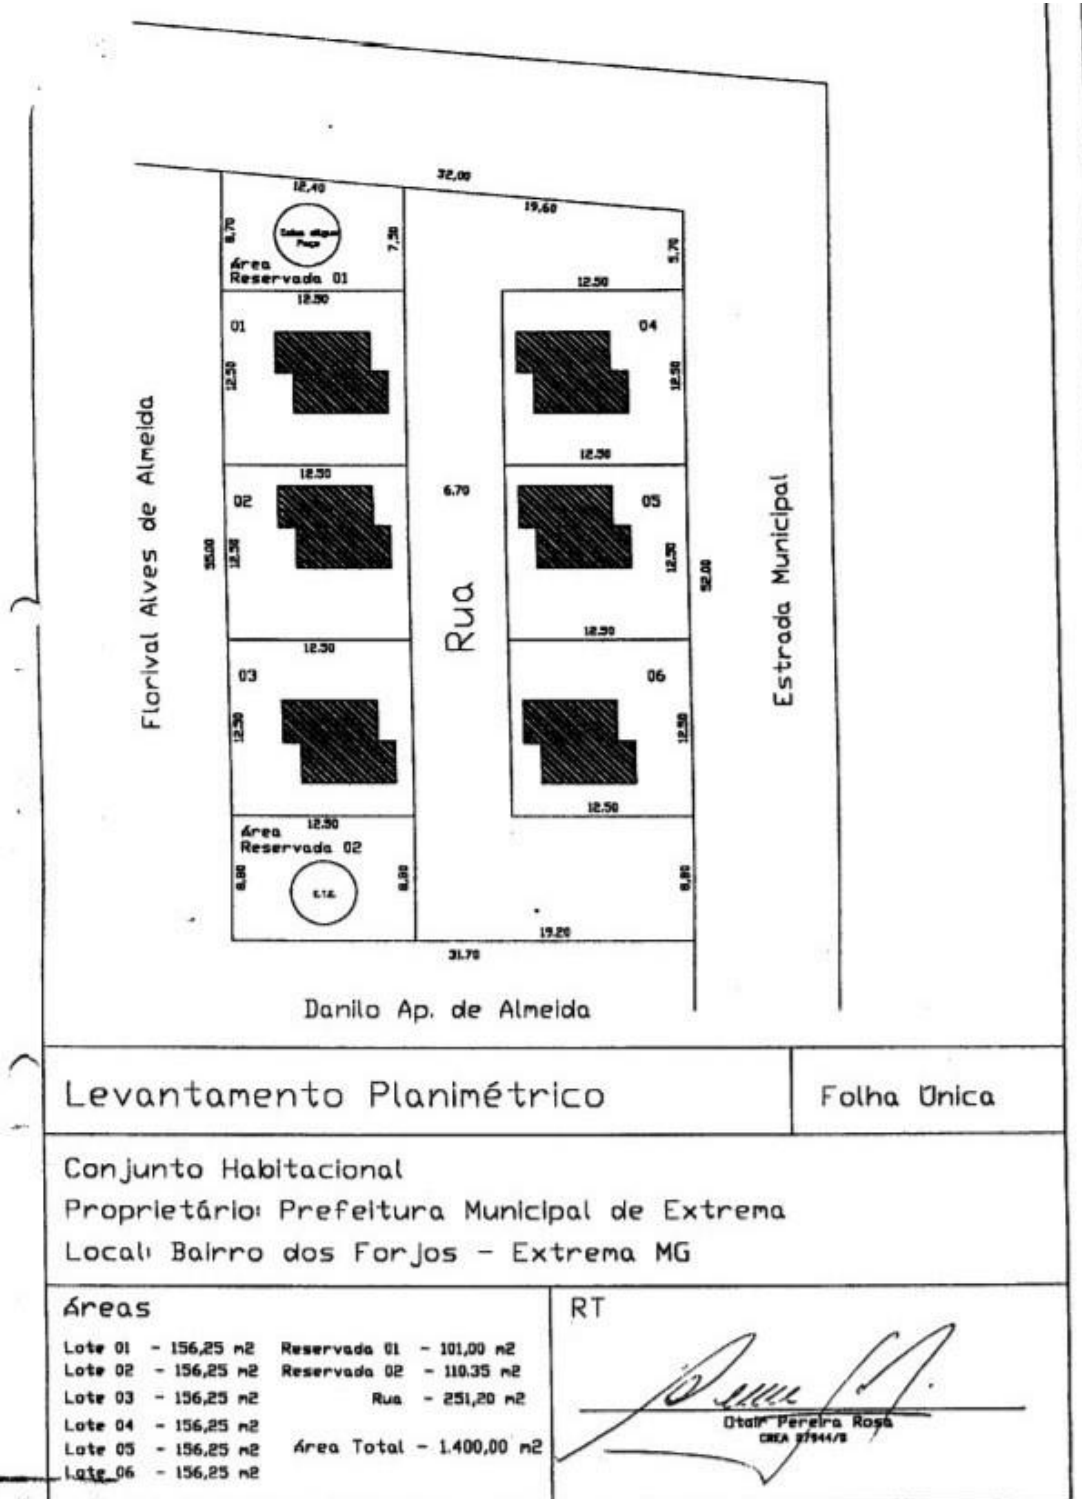 32,00
12,40
19,60
8,70
7,50
5,70
Caixa d'água
Poço
Área
Reservada 01
12.50
12.50
01
04
12.50
12.50
12.50
12.50
02
6.70
05
55.00
12.50
12.50
52.00
Florival Alves de Almeida
Rua
Estrada Municipal
12.50
12.50
03
06
12.50
12.50
12.50
12.50
Área
Reservada 02
8,80
8,80
8,80
E.T.E.
19.20
31.70
Danilo Ap. de Almeida
Levantamento Planimétrico
Folha Única
Conjunto Habitacional
Proprietário: Prefeitura Municipal de Extrema
Local: Bairro dos Forjos - Extrema MG
Áreas
RT
Lote 01 - 156,25 m2 Reservada 01 - 101,00 m2
Lote 02 - 156,25 m2 Reservada 02 - 110.35 m2
Lote 03 - 156,25 m2 Rua - 251,20 m2
Lote 04 - 156,25 m2
Lote 05 - 156,25 m2 Área Total - 1.400,00 m2
Lote 06 - 156,25 m2
Otair Pereira Rosa
CREA